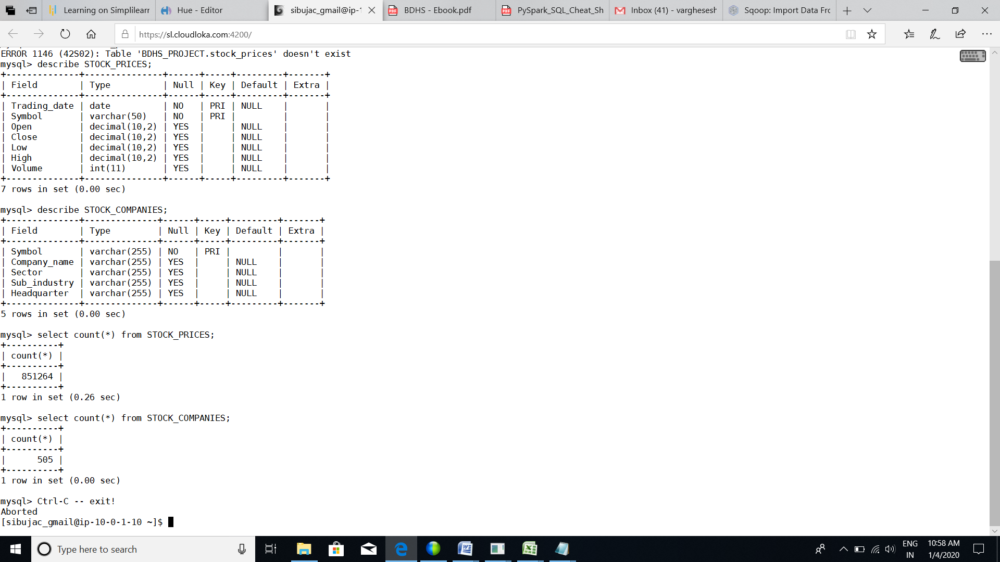 Learning on Simplilearr
Hue - Editor
sibujac_gmail@ip-1
BDHS - Ebook.pdf
PySpark_SQL_Cheat_Sh
Inbox (41) - varghesesh
Sqoop: Import Data Fro
https://sl.cloudloka.com:4200/
ERROR 1146 (42S02): Table 'BDHS_PROJECT.stock_prices' doesn't exist
mysql> describe STOCK_PRICES;
+--------------+---------------+------+-----+---------+-------+
| Field        | Type          | Null | Key | Default | Extra |
+--------------+---------------+------+-----+---------+-------+
| Trading_date | date          | NO   | PRI | NULL    |       |
| Symbol       | varchar(50)   | NO   | PRI |         |       |
| Open         | decimal(10,2) | YES  |     | NULL    |       |
| Close        | decimal(10,2) | YES  |     | NULL    |       |
| Low          | decimal(10,2) | YES  |     | NULL    |       |
| High         | decimal(10,2) | YES  |     | NULL    |       |
| Volume       | int(11)       | YES  |     | NULL    |       |
+--------------+---------------+------+-----+---------+-------+
7 rows in set (0.00 sec)
mysql> describe STOCK_COMPANIES;
+--------------+--------------+------+-----+---------+-------+
| Field        | Type         | Null | Key | Default | Extra |
+--------------+--------------+------+-----+---------+-------+
| Symbol       | varchar(255) | NO   | PRI |         |       |
| Company_name | varchar(255) | YES  |     | NULL    |       |
| Sector       | varchar(255) | YES  |     | NULL    |       |
| Sub_industry | varchar(255) | YES  |     | NULL    |       |
| Headquarter  | varchar(255) | YES  |     | NULL    |       |
+--------------+--------------+------+-----+---------+-------+
5 rows in set (0.00 sec)
mysql> select count(*) from STOCK_PRICES;
+----------+
| count(*) |
+----------+
|   851264 |
+----------+
1 row in set (0.26 sec)
mysql> select count(*) from STOCK_COMPANIES;
+----------+
| count(*) |
+----------+
|      505 |
+----------+
1 row in set (0.00 sec)
mysql> Ctrl-C -- exit!
Aborted
[sibujac_gmail@ip-10-0-1-10 ~]$
Type here to search
ENG
IN
10:58 AM
1/4/2020